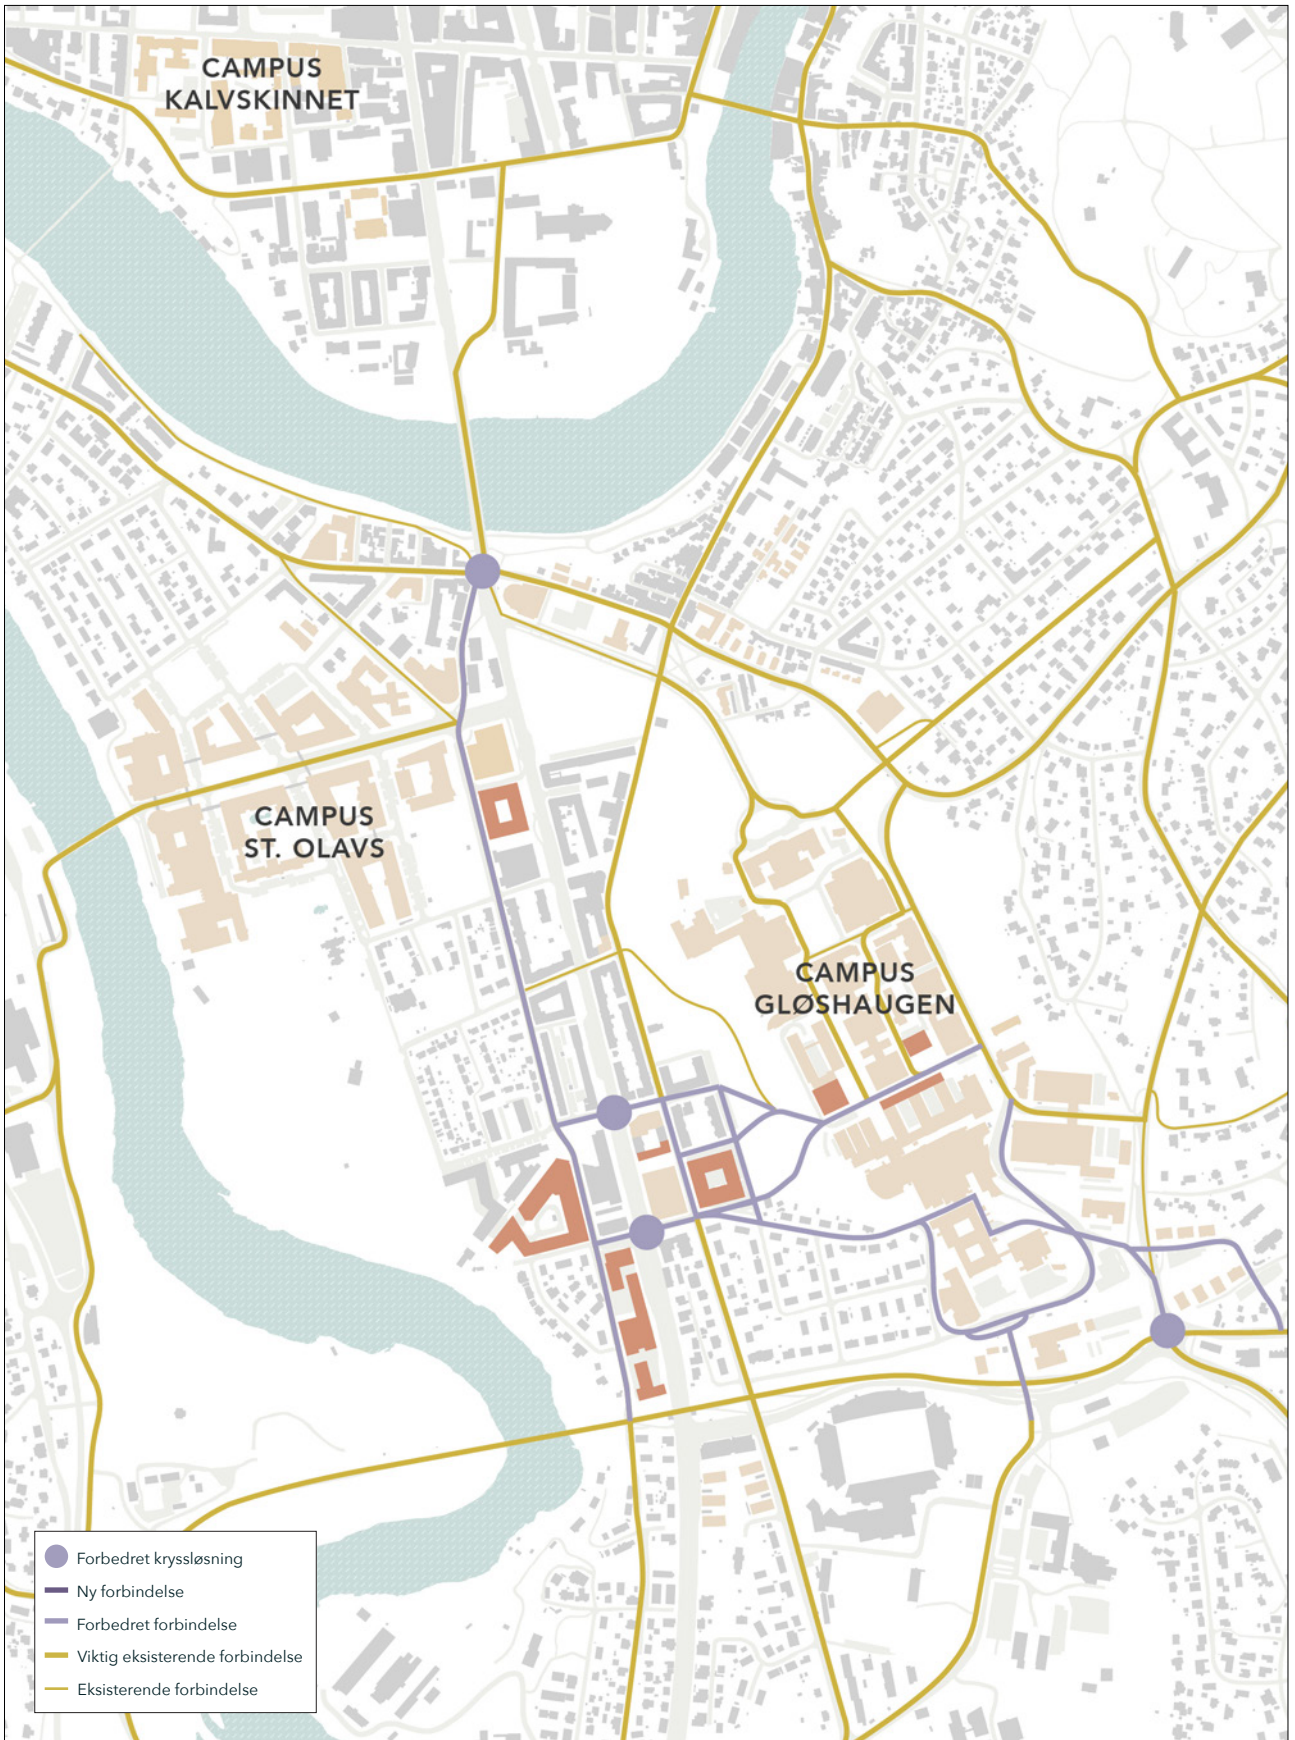 CAMPUS
KALVSKINNET
CAMPUS
ST. OLAVS
CAMPUS
GLØSHAUGEN
Forbedret kryssløsning
Ny forbindelse
Forbedret forbindelse
Viktig eksisterende forbindelse
Eksisterende forbindelse